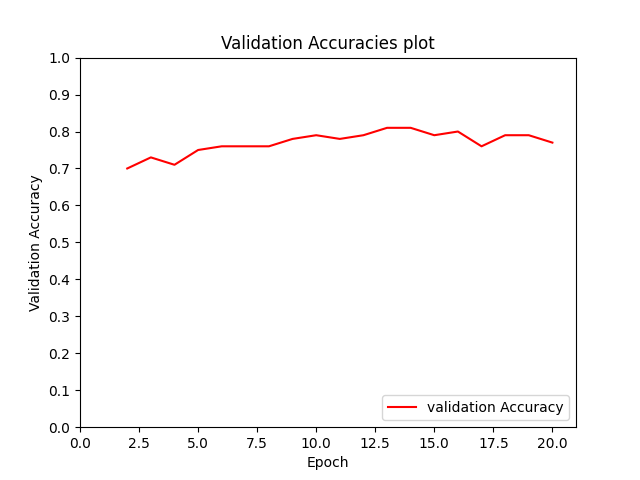 Validation Accuracies plot
1.0
0.9
0.8
0.7
0.6
0.5
0.4
0.3
0.2
0.1
0.0
Validation Accuracy
validation Accuracy
0.0 2.5 5.0 7.5 10.0 12.5 15.0 17.5 20.0
Epoch